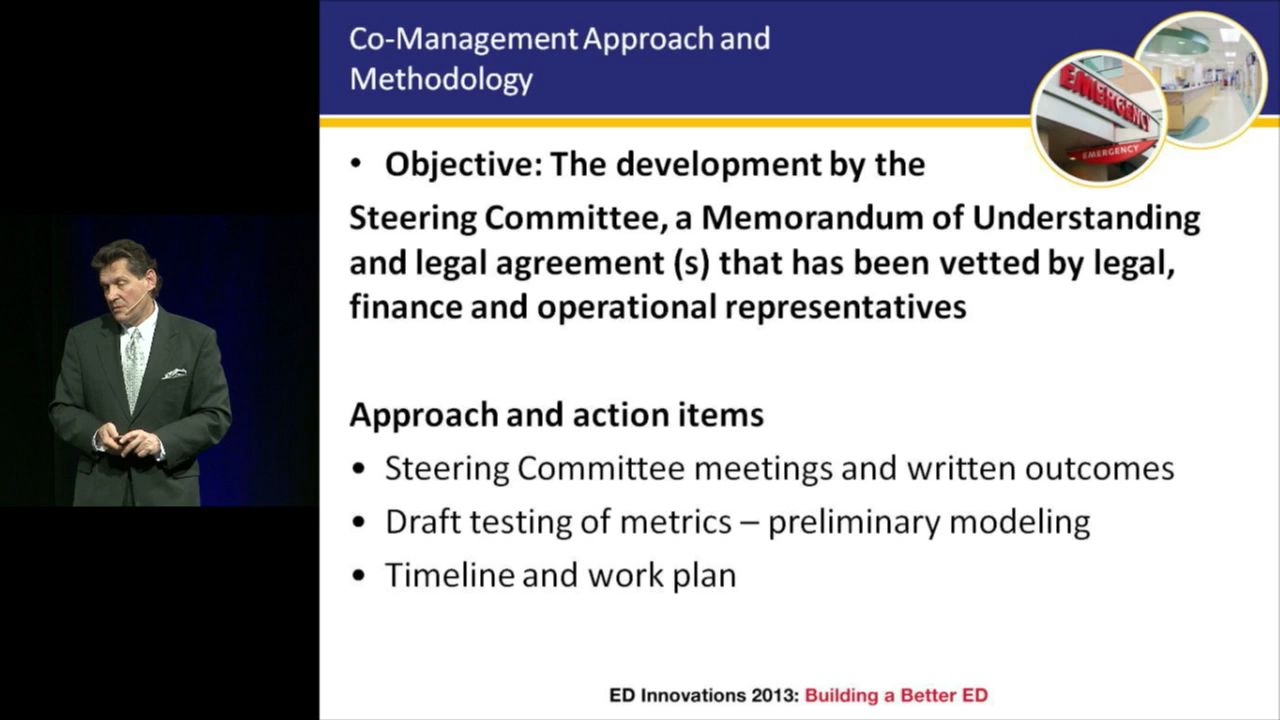 Co-Management Approach and
Methodology
EMERGENCY
EMERGENCY
• Objective: The development by the
Steering Committee, a Memorandum of Understanding
and legal agreement (s) that has been vetted by legal,
finance and operational representatives
Approach and action items
• Steering Committee meetings and written outcomes
• Draft testing of metrics – preliminary modeling
• Timeline and work plan
ED Innovations 2013: Building a Better ED